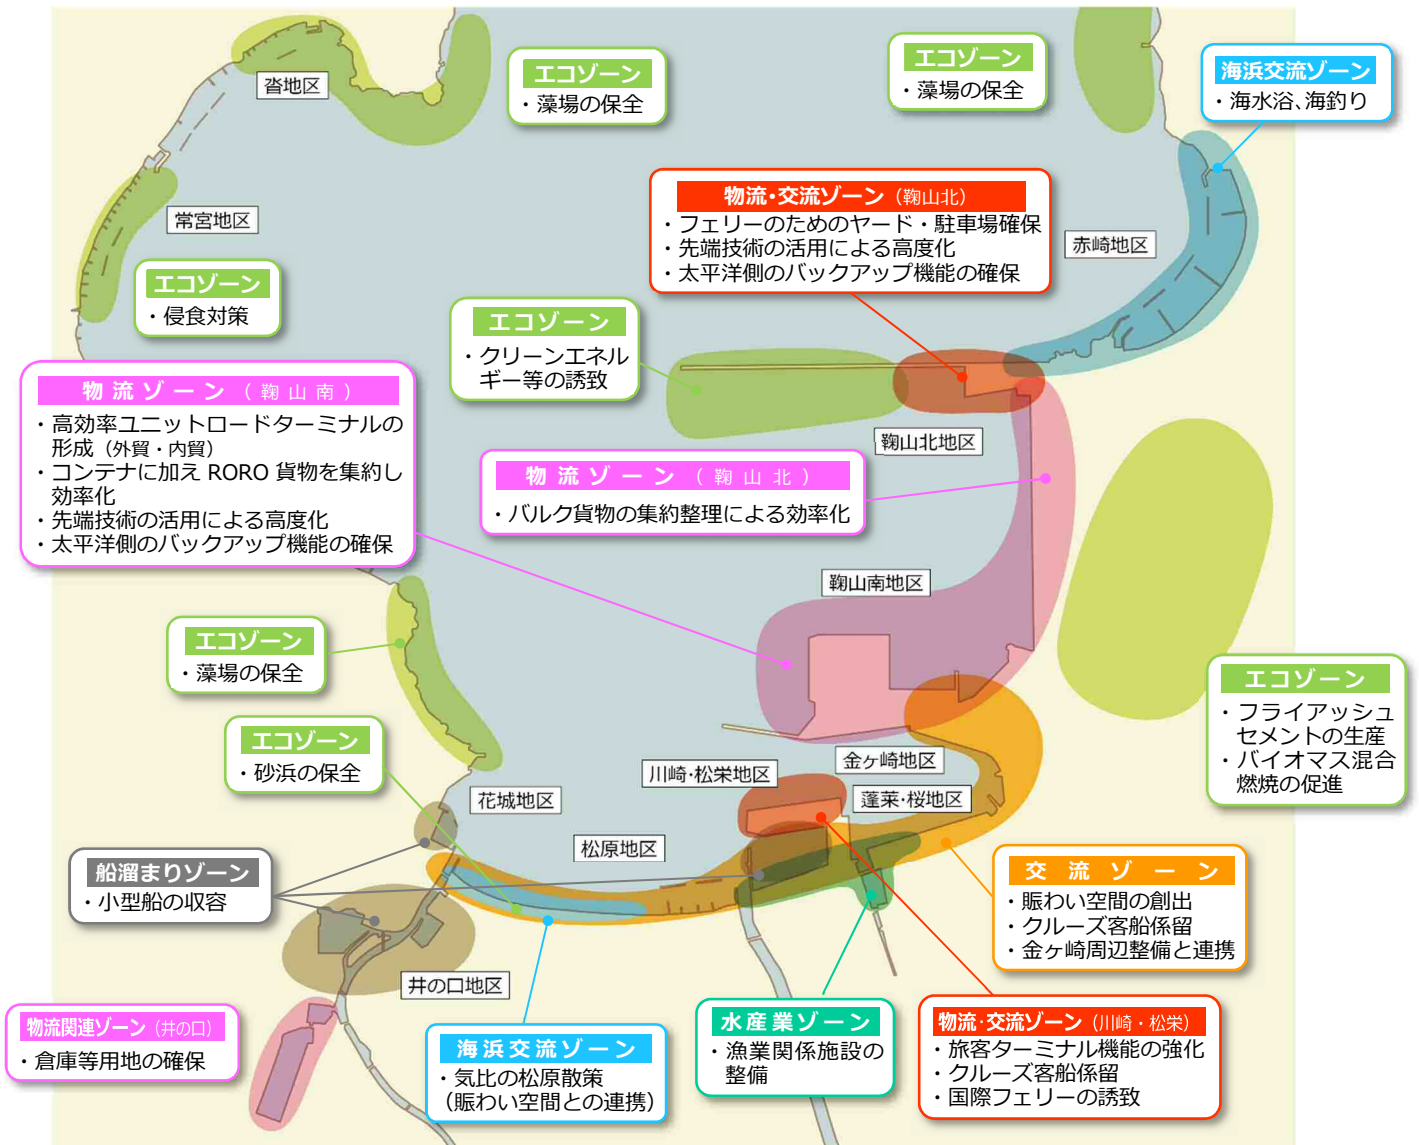 沓地区
エコゾーン
・藻場の保全
エコゾーン
・藻場の保全
海浜交流ゾーン
・海水浴、海釣り
常宮地区
エコゾーン
・侵食対策
物流・交流ゾーン（鞠山北）
・フェリーのためのヤード・駐車場確保
・先端技術の活用による高度化
・太平洋側のバックアップ機能の確保
赤崎地区
エコゾーン
・クリーンエネル
ギー等の誘致
物流ゾーン（鞠山南）
・高効率ユニットロードターミナルの
形成（外貿・内貿）
・コンテナに加え RORO 貨物を集約し
効率化
・先端技術の活用による高度化
・太平洋側のバックアップ機能の確保
鞠山北地区
物流ゾーン（鞠山北）
・バルク貨物の集約整理による効率化
鞠山南地区
エコゾーン
・藻場の保全
エコゾーン
・フライアッシュ
セメントの生産
・バイオマス混合
燃焼の促進
エコゾーン
・砂浜の保全
川崎・松栄地区
金ヶ崎地区
花城地区
蓬莱・桜地区
松原地区
船溜まりゾーン
・小型船の収容
交流ゾーン
・賑わい空間の創出
・クルーズ客船係留
・金ヶ崎周辺整備と連携
井の口地区
物流関連ゾーン（井の口）
・倉庫等用地の確保
海浜交流ゾーン
・気比の松原散策
（賑わい空間との連携）
水産業ゾーン
・漁業関係施設の
整備
物流・交流ゾーン（川崎・松栄）
・旅客ターミナル機能の強化
・クルーズ客船係留
・国際フェリーの誘致